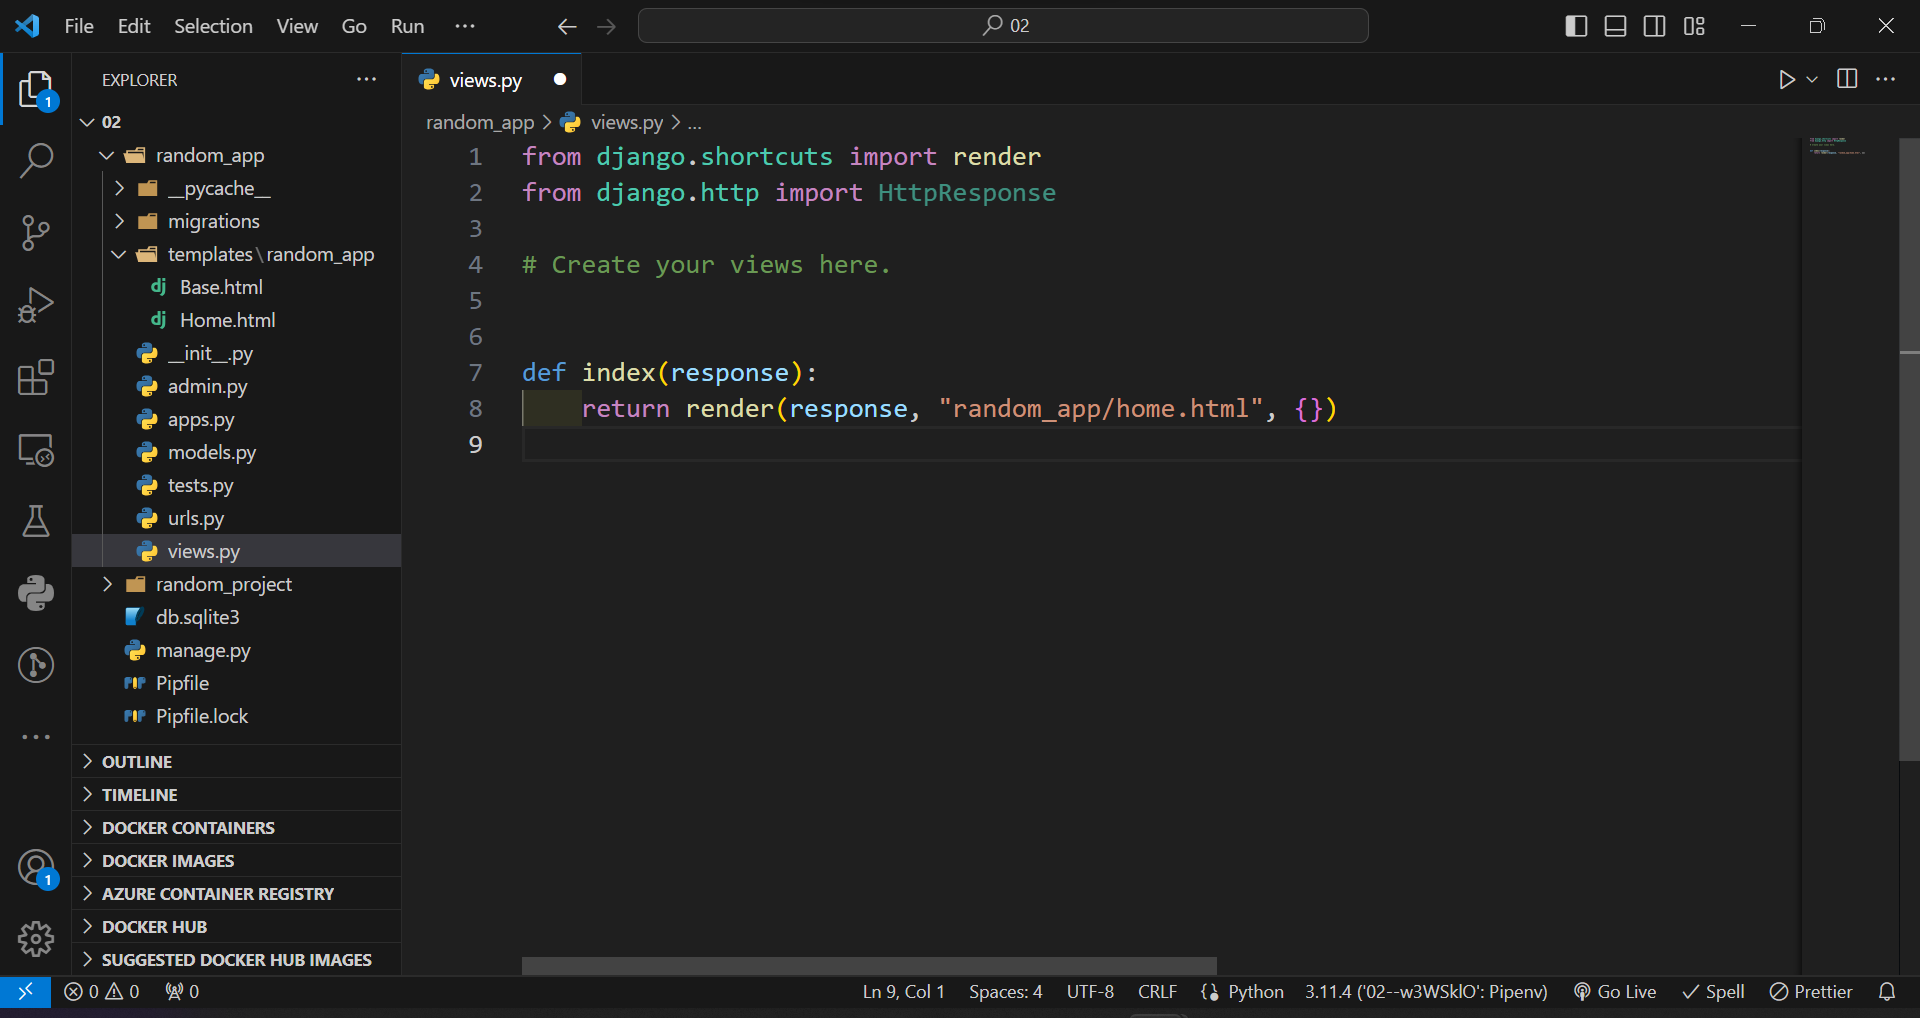 File Edit Selection View Go Run ···
02
EXPLORER ···
02
random_app
__pycache__
migrations
templates\random_app
dj Base.html
dj Home.html
__init__.py
admin.py
apps.py
models.py
tests.py
urls.py
views.py
random_project
db.sqlite3
manage.py
Pipfile
Pipfile.lock
OUTLINE
TIMELINE
DOCKER CONTAINERS
DOCKER IMAGES
AZURE CONTAINER REGISTRY
DOCKER HUB
SUGGESTED DOCKER HUB IMAGES
1
1
views.py
random_app > views.py > ...
1 from django.shortcuts import render
2 from django.http import HttpResponse
3
4 # Create your views here.
5
6
7 def index(response):
8 return render(response, "random_app/home.html", {})
9
0 0 0 Ln 9, Col 1 Spaces: 4 UTF-8 CRLF Python 3.11.4 ('02--w3WSklO': Pipenv) Go Live Spell Prettier